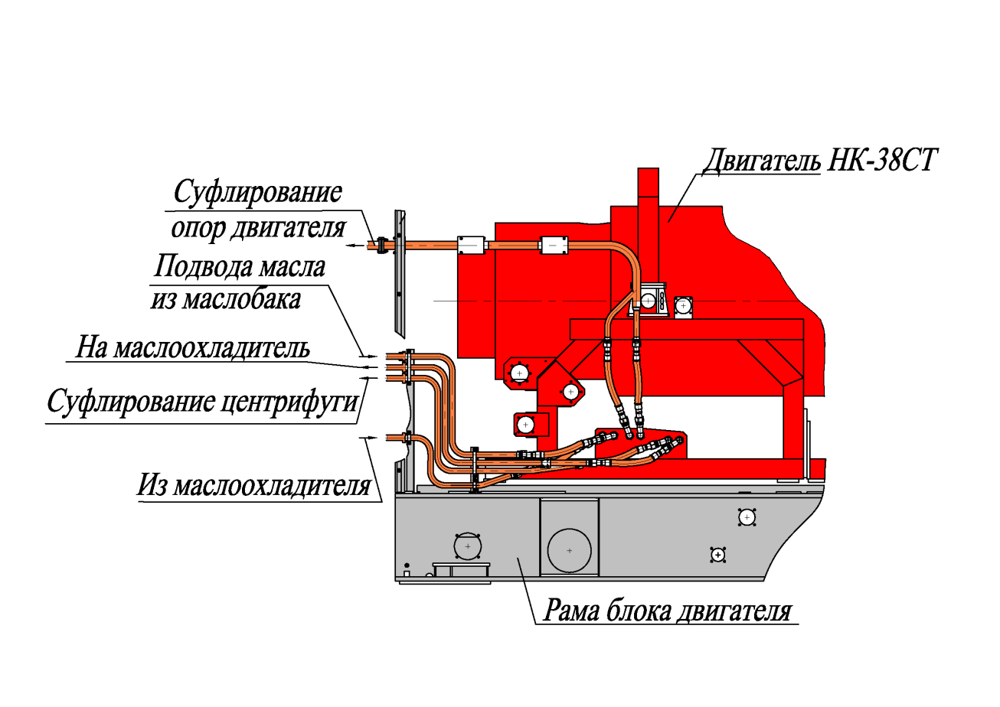 Двигатель НК-38СТ
Суфлирование
опор двигателя
Подвода масла
из маслобака
На маслоохладитель
Суфлирование центрифуги
Из маслоохладителя
Рама блока двигателя